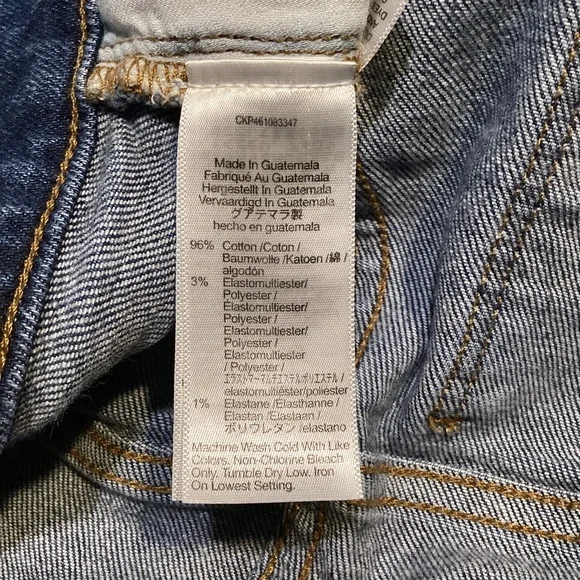 CKP461083347
Made In Guatemala
Fabriqué Au Guatemala
Hergestellt In Guatemala
Vervaardigd In Guatemala
グアテマラ製
hecho en guatemala
96% Cotton /Coton /
Baumwolle /Katoen /綿 /
algodón
3% Elastomultiester/
Polyester /
Elastomultiester/
Polyester /
Elastomultiester/
Polyester /
Elastomultiester
/ Polyester /
エラストマーマルチエステルポリエステル /
elastomultiéster/poliéster
1% Elastane /Elasthanne /
Elastan /Elastaan /
ポリウレタン /elastano
Machine Wash Cold With Like
Colors. Non-Chlorine Bleach
Only. Tumble Dry Low. Iron
On Lowest Setting.